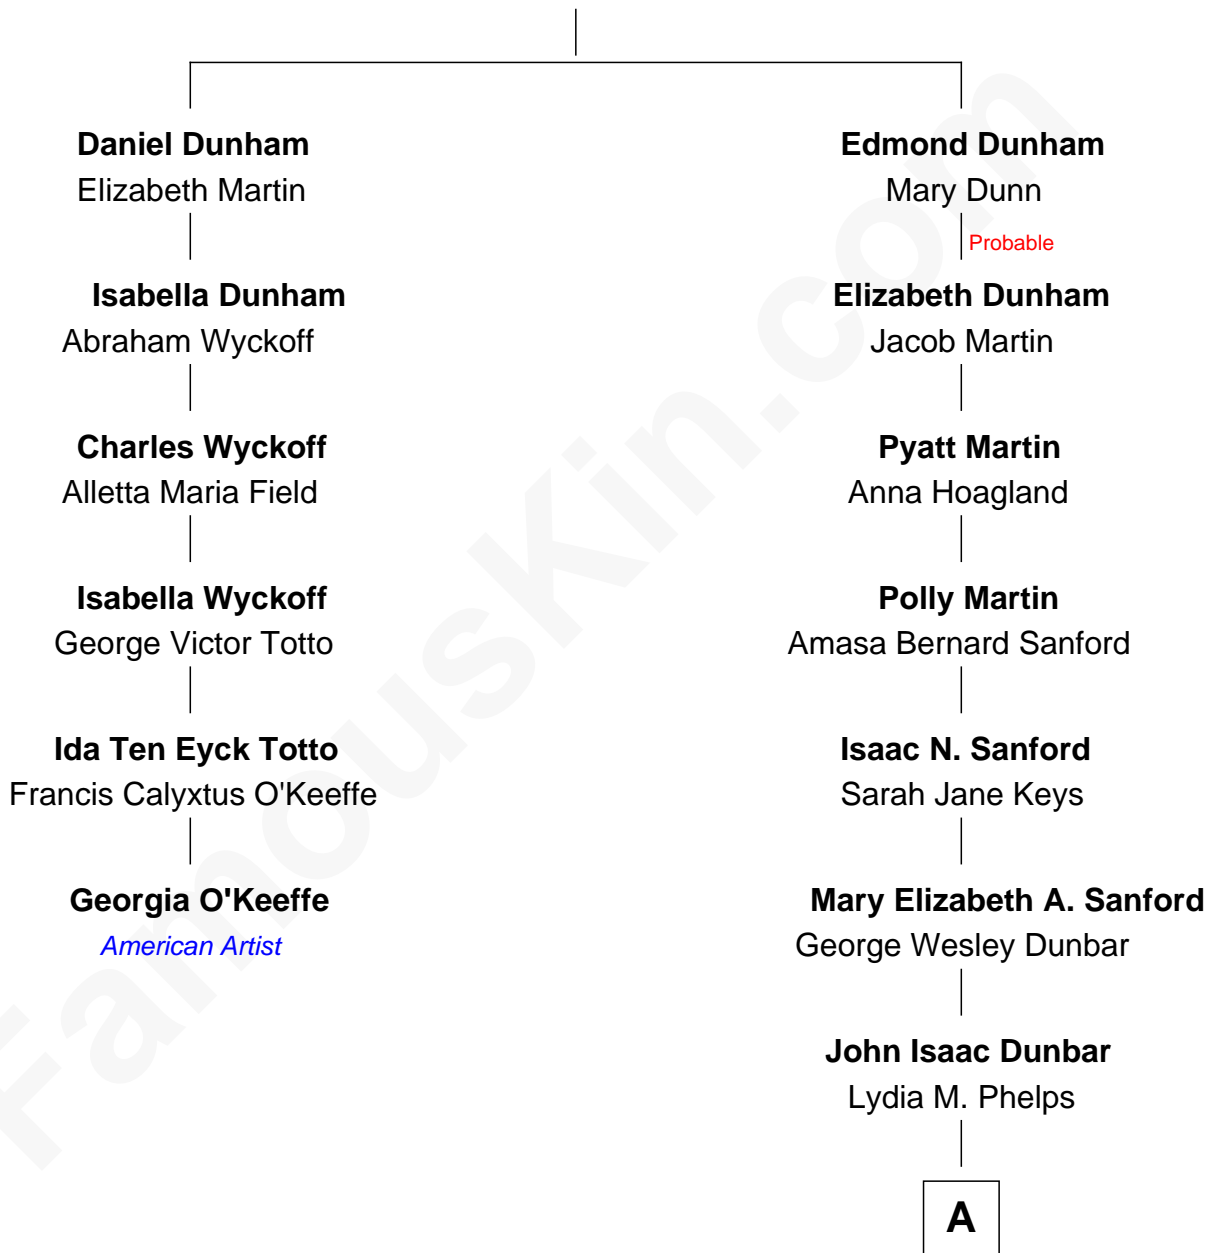 Daniel Dunham
Elizabeth Martin
Isabella Dunham
Abraham Wyckoff
Charles Wyckoff
Alletta Maria Field
Isabella Wyckoff
George Victor Totto
Ida Ten Eyck Totto
Francis Calyxtus O'Keeffe
Georgia O'Keeffe
American Artist
Edmond Dunham
Mary Dunn
Probable
Elizabeth Dunham
Jacob Martin
Pyatt Martin
Anna Hoagland
Polly Martin
Amasa Bernard Sanford
Isaac N. Sanford
Sarah Jane Keys
Mary Elizabeth A. Sanford
George Wesley Dunbar
John Isaac Dunbar
Lydia M. Phelps
A
FamousKin.com